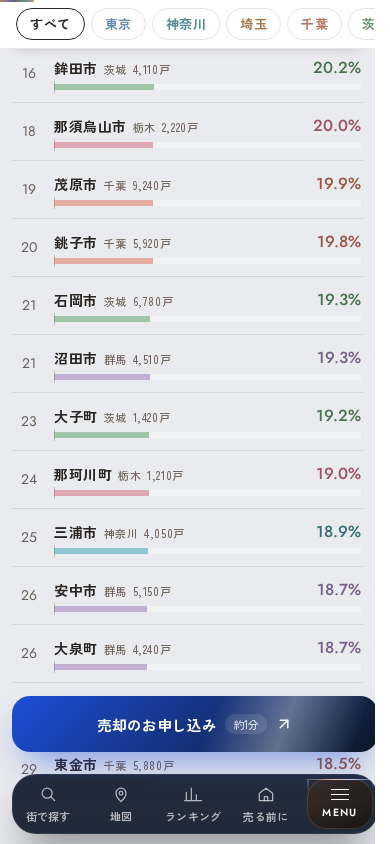 すべて 東京 神奈川 埼玉 千葉 茨
16 鉾田市 茨城 4,110戸 20.2%
18 那須烏山市 栃木 2,220戸 20.0%
19 茂原市 千葉 9,240戸 19.9%
20 銚子市 千葉 5,920戸 19.8%
21 石岡市 茨城 6,780戸 19.3%
21 沼田市 群馬 4,510戸 19.3%
23 大子町 茨城 1,420戸 19.2%
24 那珂川町 栃木 1,210戸 19.0%
25 三浦市 神奈川 4,050戸 18.9%
26 安中市 群馬 5,150戸 18.7%
26 大泉町 群馬 4,240戸 18.7%
売却のお申し込み 約1分
29 東金市 千葉 5,880戸 18.5%
街で探す 地図 ランキング 売る前に MENU